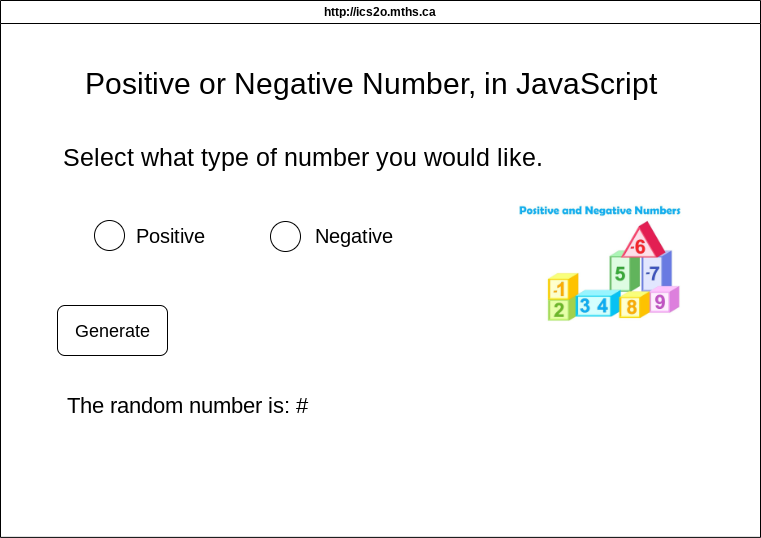 http://ics2o.mths.ca
Positive or Negative Number, in JavaScript
Select what type of number you would like.
Positive
Negative
Positive and Negative Numbers
-6
5
-7
-1
2
3 4
8
9
Generate
The random number is: #